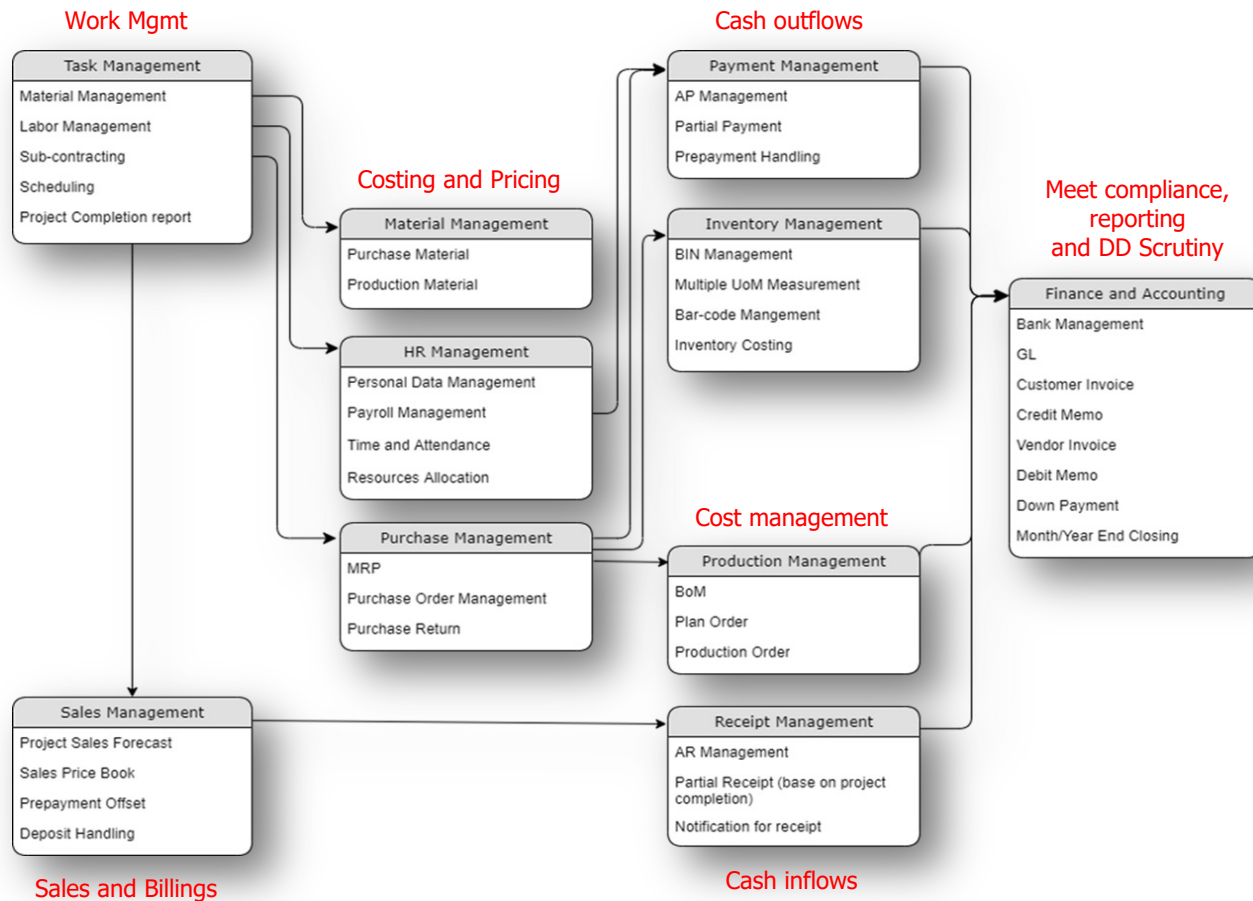 Work Mgmt
Task Management
Material Management
Labor Management
Sub-contracting
Scheduling
Project Completion report
Costing and Pricing
Material Management
Purchase Material
Production Material
HR Management
Personal Data Management
Payroll Management
Time and Attendance
Resources Allocation
Purchase Management
MRP
Purchase Order Management
Purchase Return
Sales Management
Project Sales Forecast
Sales Price Book
Prepayment Offset
Deposit Handling
Sales and Billings
Cash outflows
Payment Management
AP Management
Partial Payment
Prepayment Handling
Inventory Management
BIN Management
Multiple UoM Measurement
Bar-code Mangement
Inventory Costing
Cost management
Production Management
BoM
Plan Order
Production Order
Receipt Management
AR Management
Partial Receipt (base on project
completion)
Notification for receipt
Cash inflows
Meet compliance,
reporting
and DD Scrutiny
Finance and Accounting
Bank Management
GL
Customer Invoice
Credit Memo
Vendor Invoice
Debit Memo
Down Payment
Month/Year End Closing